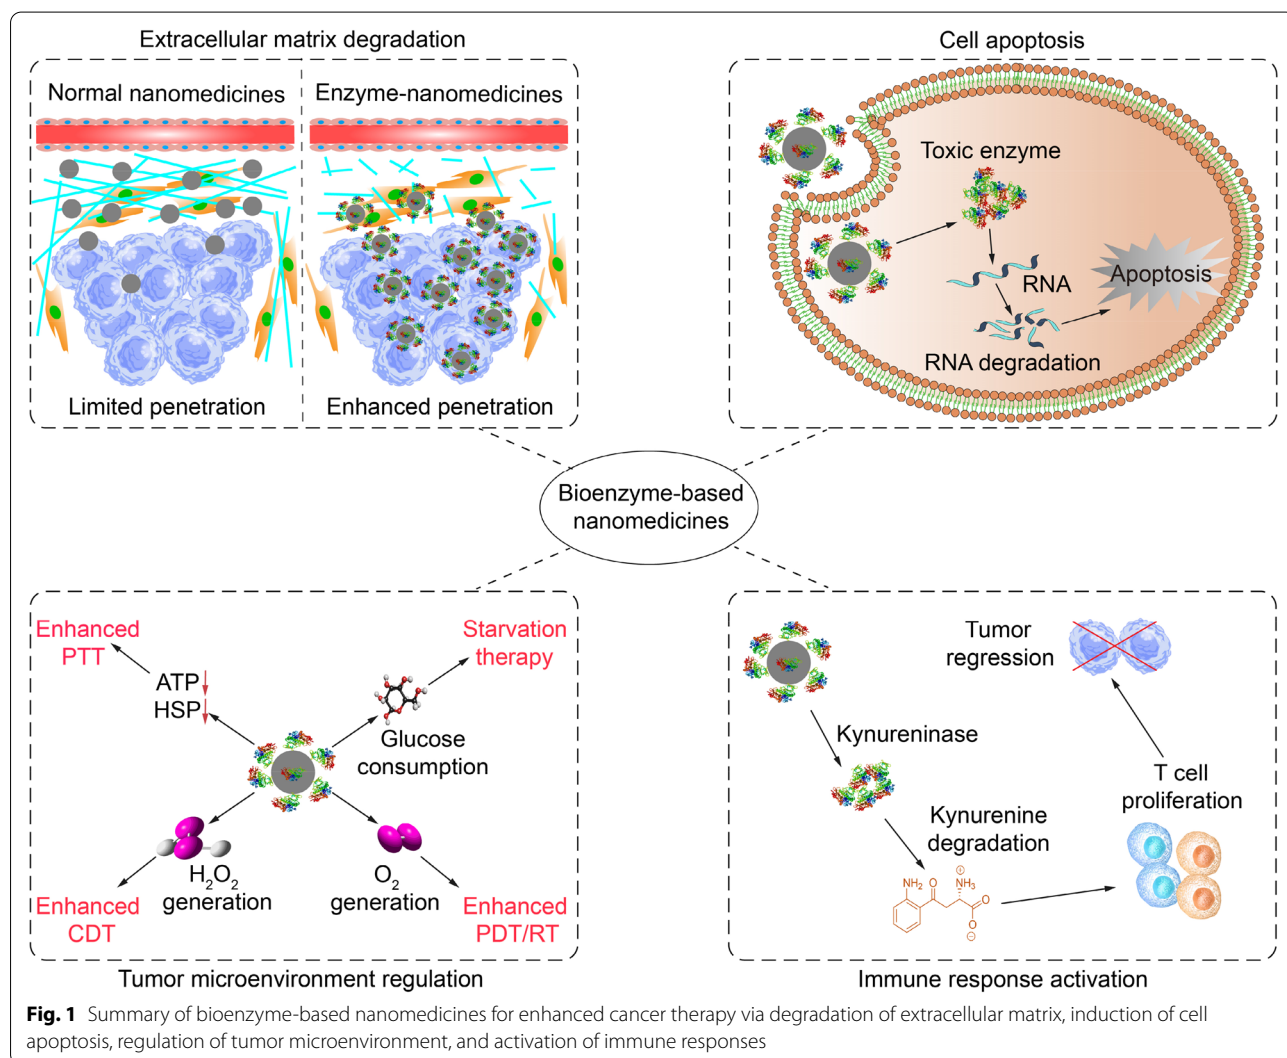 Extracellular matrix degradation
Normal nanomedicines
Enzyme-nanomedicines
Limited penetration
Enhanced penetration
Cell apoptosis
Toxic enzyme
RNA
Apoptosis
RNA degradation
Bioenzyme-based
nanomedicines
Enhanced
PTT
ATP
HSP
Starvation
therapy
Glucose
consumption
H₂O₂
generation
O₂
generation
Enhanced
CDT
Enhanced
PDT/RT
Tumor microenvironment regulation
Tumor
regression
Kynureninase
T cell
proliferation
Kynurenine
degradation
NH₂
O
⊕
NH₃
O
O
⊖
Immune response activation
Fig. 1 Summary of bioenzyme-based nanomedicines for enhanced cancer therapy via degradation of extracellular matrix, induction of cell
apoptosis, regulation of tumor microenvironment, and activation of immune responses